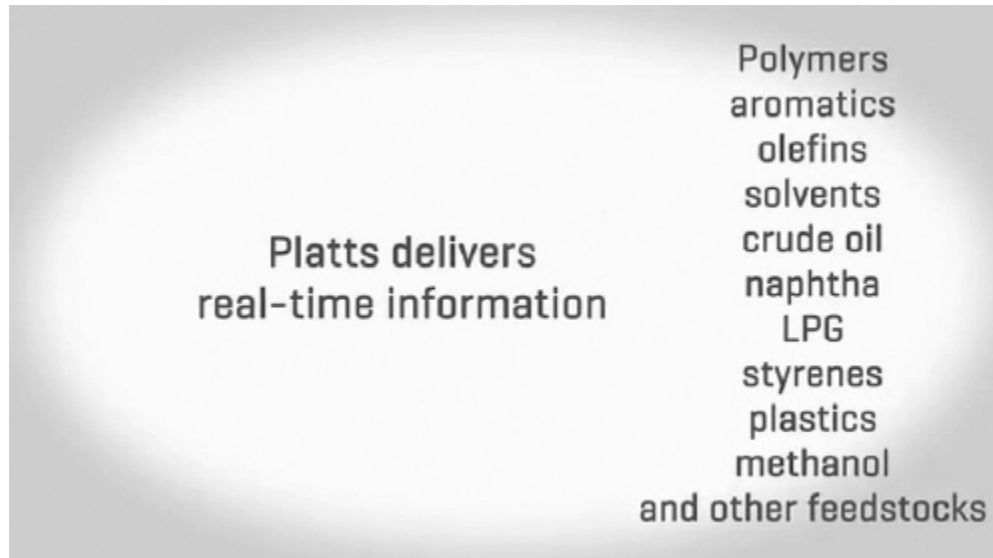 Platts delivers
real-time information
Polymers
aromatics
olefins
solvents
crude oil
naphtha
LPG
styrenes
plastics
methanol
and other feedstocks